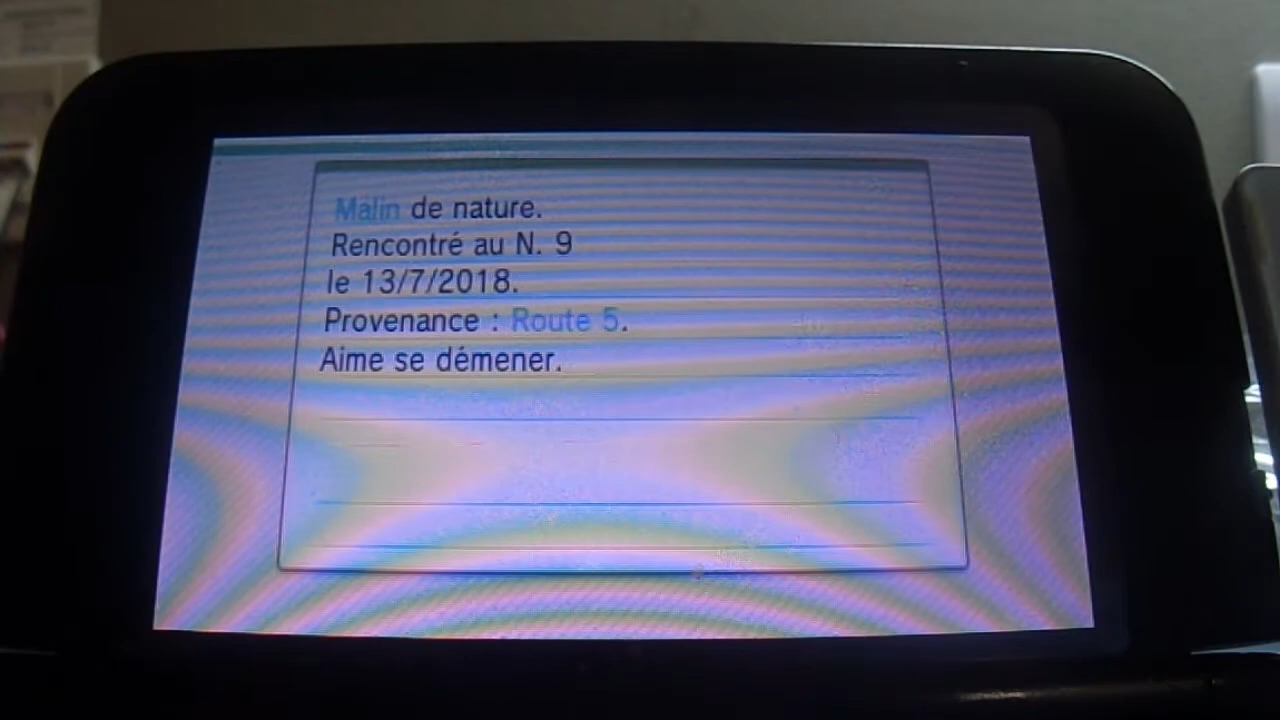 Malin de nature.
Rencontré au N. 9
le 13/7/2018.
Provenance : Route 5.
Aime se démener.